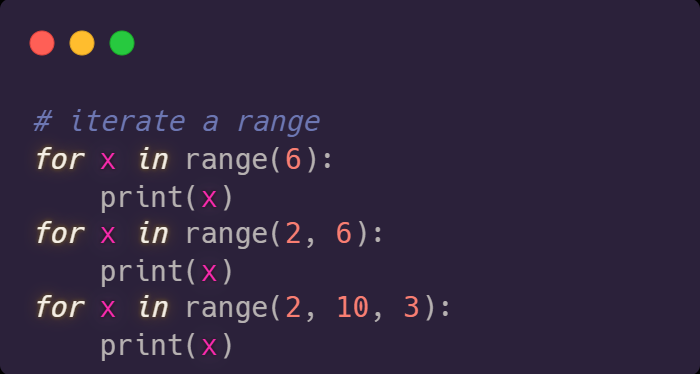 # iterate a range
for x in range(6):
    print(x)
for x in range(2, 6):
    print(x)
for x in range(2, 10, 3):
    print(x)